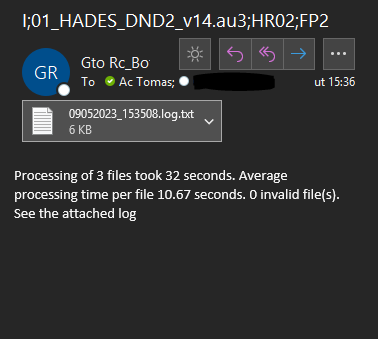 I;01_HADES_DND2_v14.au3;HR02;FP2
GR
Gto Rc_Bo
To Ac Tomas;
ut 15:36
09052023_153508.log.txt
6 KB
Processing of 3 files took 32 seconds. Average
processing time per file 10.67 seconds. 0 invalid file(s).
See the attached log